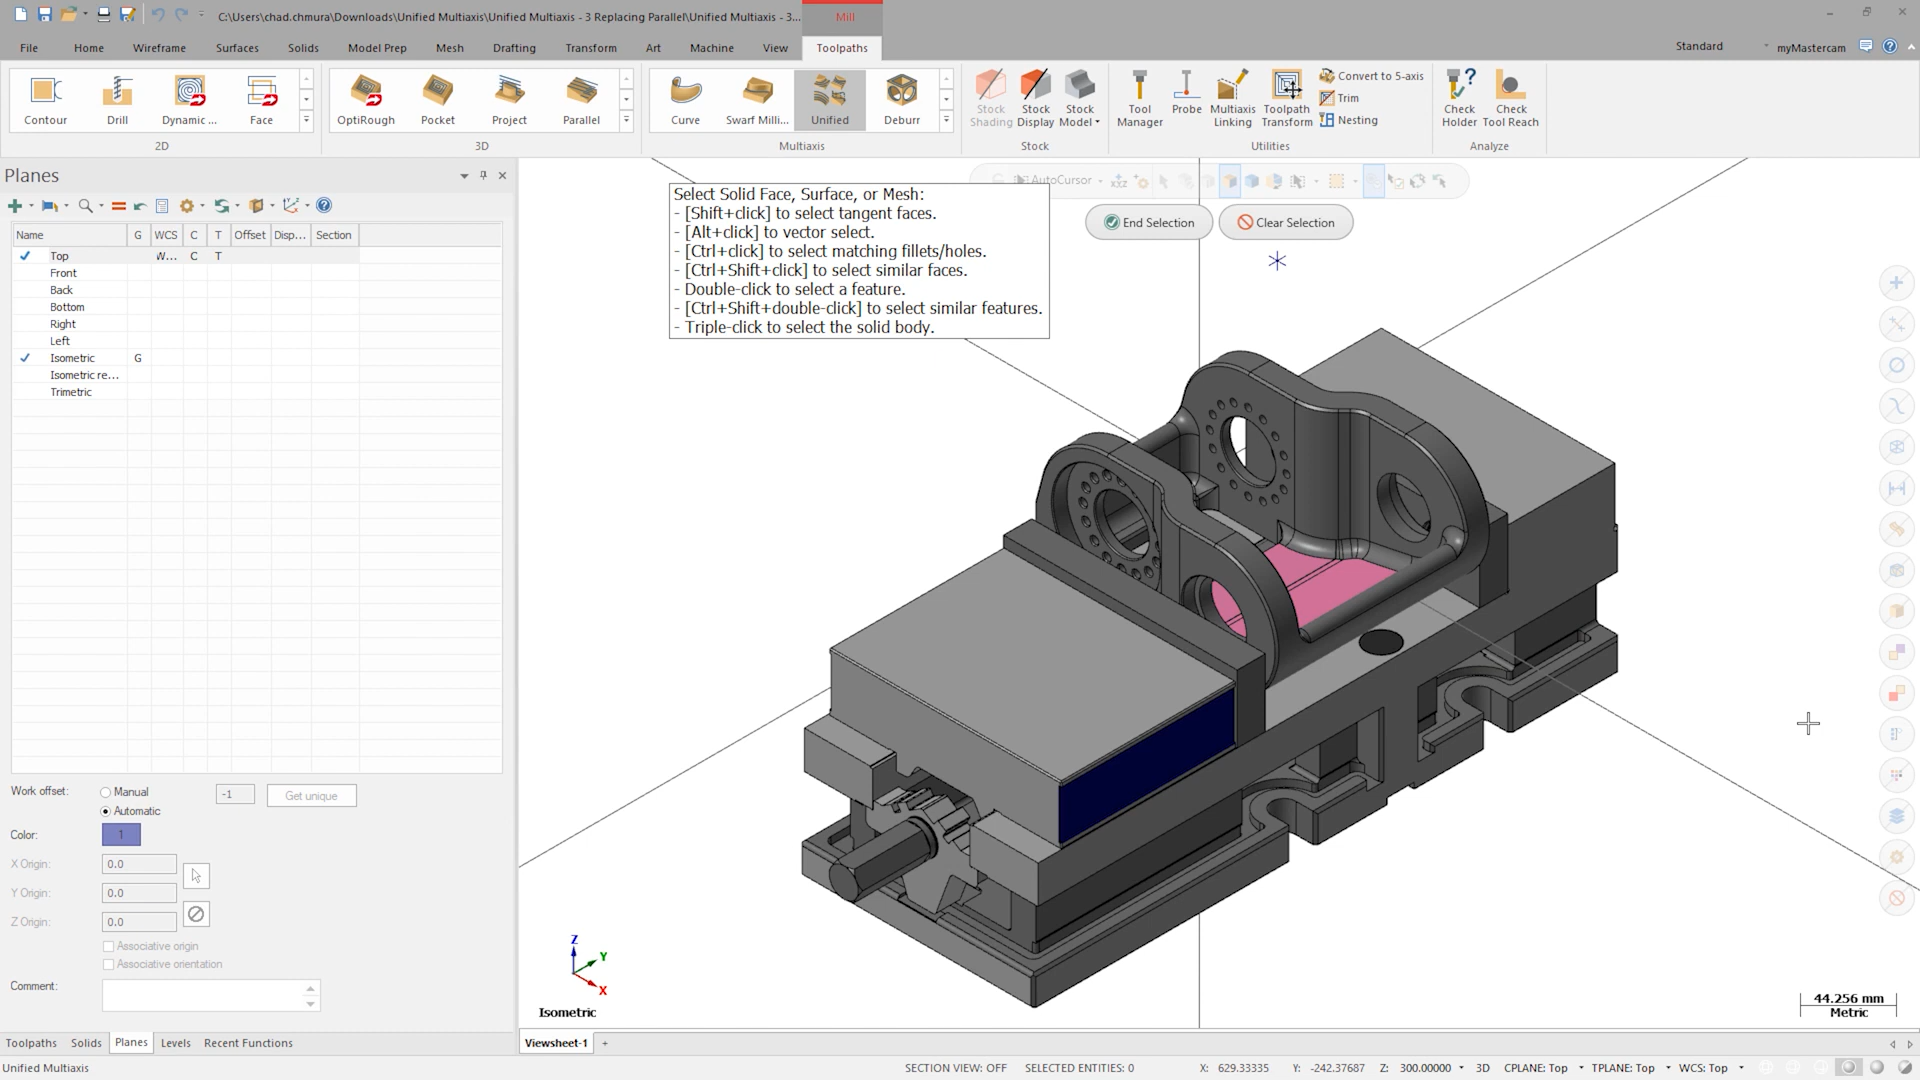 C:\Users\chad.chmura\Downloads\Unified Multiaxis\Unified Multiaxis - 3 Replacing Parallel\Unified Multiaxis - 3...
Mill
File Home Wireframe Surfaces Solids Model Prep Mesh Drafting Transform Art Machine View Toolpaths
Standard myMastercam
Contour Drill Dynamic ... Face
2D
OptiRough Pocket Project Parallel
3D
Curve Swarf Milli... Unified Deburr
Multiaxis
Stock Shading Stock Display Stock Model
Stock
Tool Manager Probe Multiaxis Linking Toolpath Transform
Convert to 5-axis
Trim
Nesting
Utilities
Check Holder Check Tool Reach
Analyze
Planes
Name G WCS C T Offset Disp... Section
Top W... C T
Front
Back
Bottom
Right
Left
Isometric G
Isometric re...
Trimetric
Work offset: Manual -1 Get unique
Automatic
Color: 1
X Origin: 0.0
Y Origin: 0.0
Z Origin: 0.0
Associative origin
Associative orientation
Comment:
Toolpaths Solids Planes Levels Recent Functions
AutoCursor
Select Solid Face, Surface, or Mesh:
- [Shift+click] to select tangent faces.
- [Alt+click] to vector select.
- [Ctrl+click] to select matching fillets/holes.
- [Ctrl+Shift+click] to select similar faces.
- Double-click to select a feature.
- [Ctrl+Shift+double-click] to select similar features.
- Triple-click to select the solid body.
End Selection Clear Selection
Z
Y
X
Isometric
44.256 mm
Metric
Viewsheet-1 +
Unified Multiaxis SECTION VIEW: OFF SELECTED ENTITIES: 0 X: 629.33335 Y: -242.37687 Z: 300.00000 3D CPLANE: Top TPLANE: Top WCS: Top